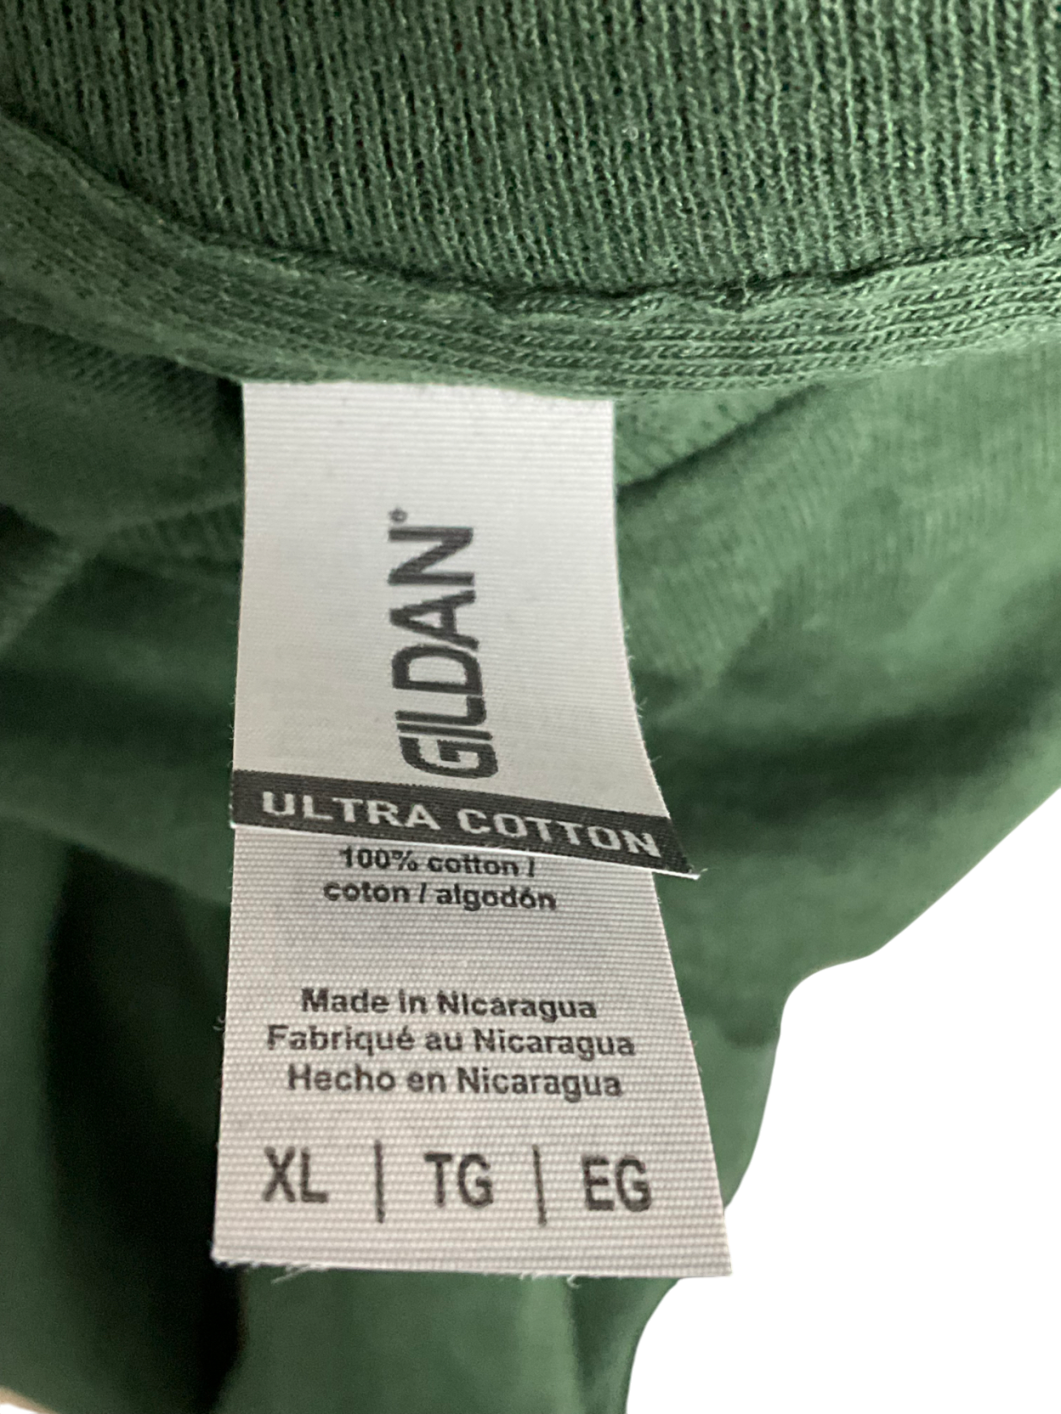 GILDAN®
ULTRA COTTON
100% cotton /
coton / algodón
Made in Nicaragua
Fabriqué au Nicaragua
Hecho en Nicaragua
XL | TG | EG